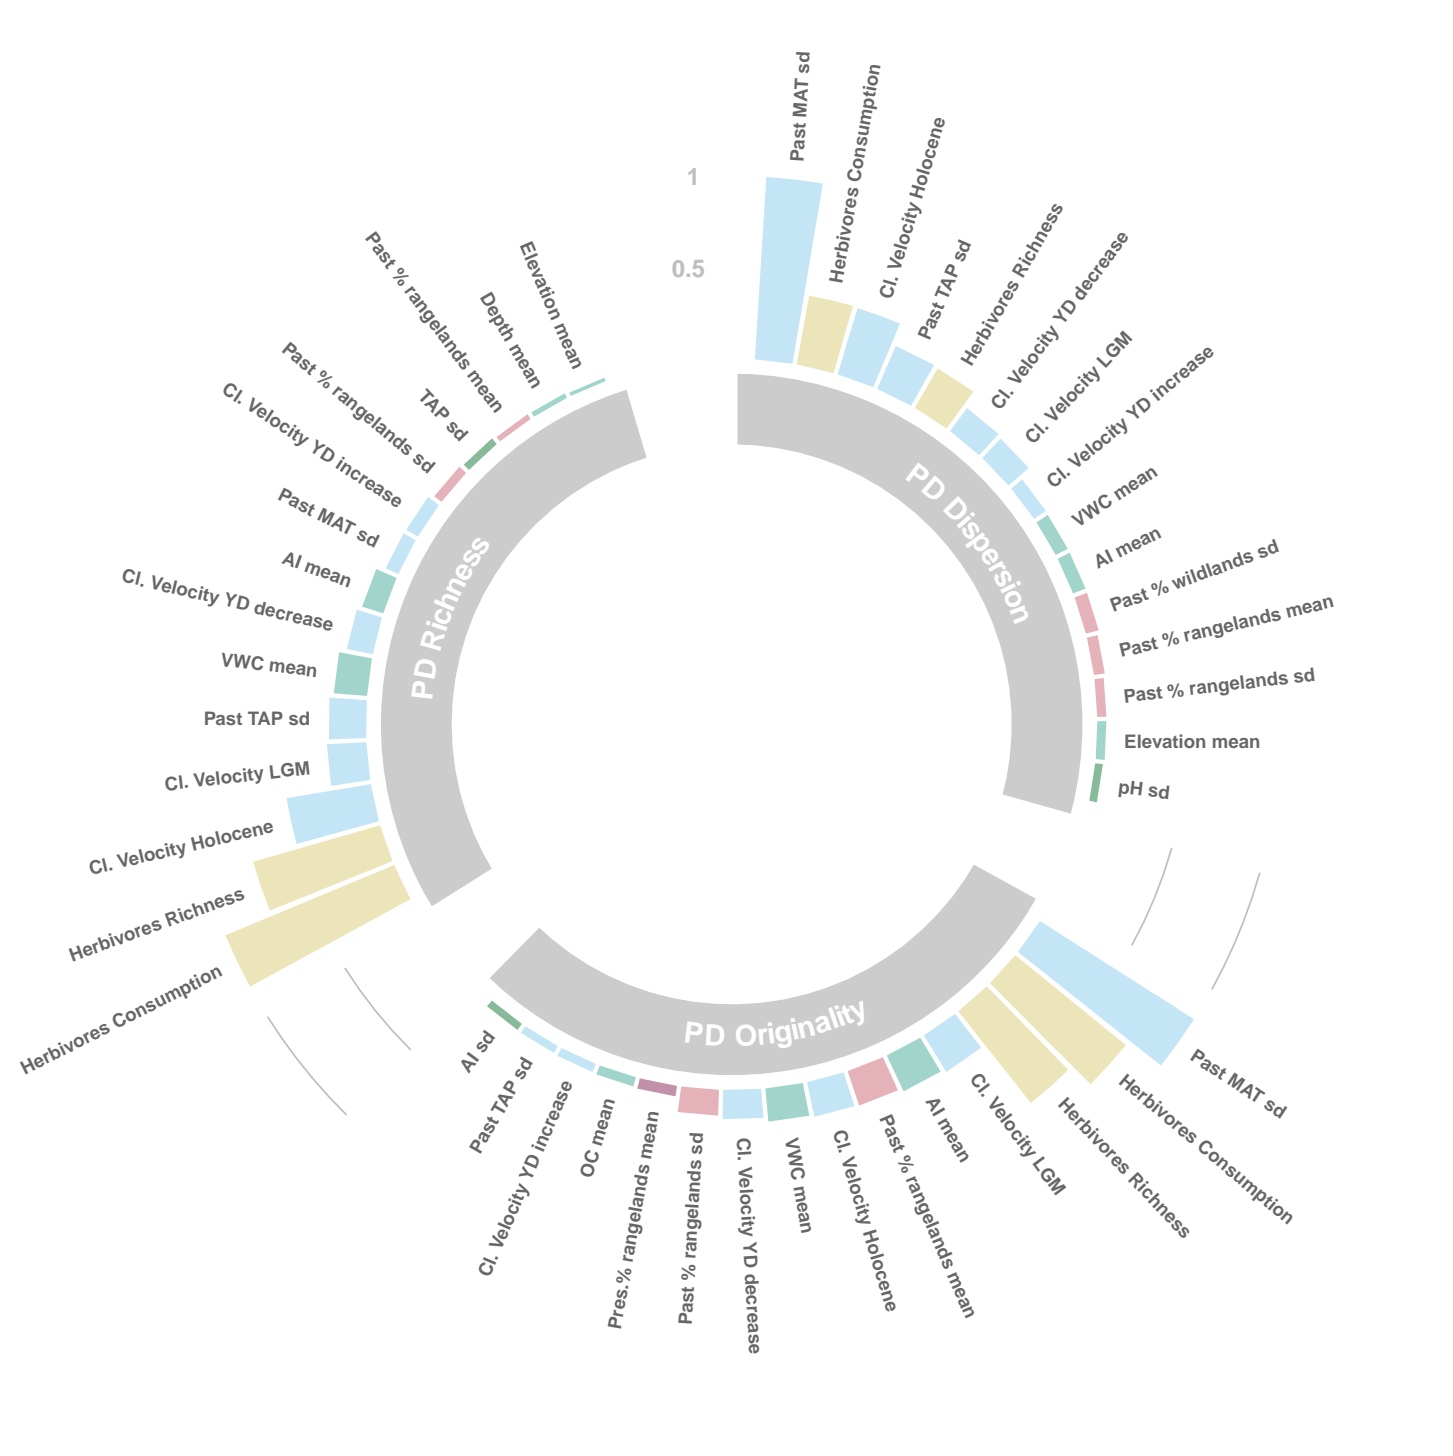 1
0.5
Past MAT sd
Herbivores Consumption
Cl. Velocity Holocene
Past TAP sd
Herbivores Richness
Cl. Velocity YD decrease
Cl. Velocity LGM
Cl. Velocity YD increase
VWC mean
AI mean
Past % wildlands sd
Past % rangelands mean
Past % rangelands sd
Elevation mean
pH sd
PD Dispersion
Past MAT sd
Herbivores Consumption
Herbivores Richness
Cl. Velocity LGM
AI mean
Past % rangelands mean
Cl. Velocity Holocene
VWC mean
Cl. Velocity YD decrease
Past % rangelands sd
Pres.% rangelands mean
OC mean
Cl. Velocity YD increase
Past TAP sd
AI sd
PD Originality
Herbivores Consumption
Herbivores Richness
Cl. Velocity Holocene
Cl. Velocity LGM
Past TAP sd
VWC mean
Cl. Velocity YD decrease
AI mean
Past MAT sd
Cl. Velocity YD increase
Past % rangelands sd
TAP sd
Past % rangelands mean
Depth mean
Elevation mean
PD Richness